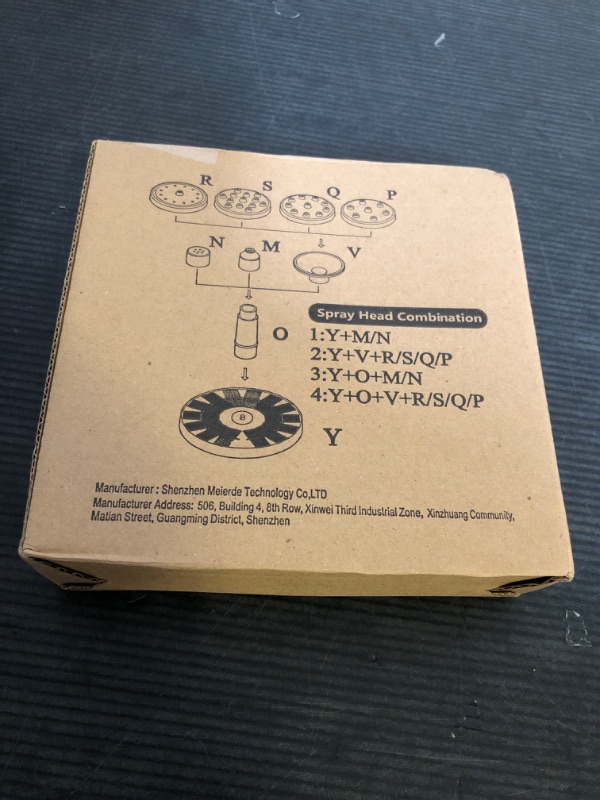 R S Q P
N M V
O
Spray Head Combination
1:Y+M/N
2:Y+V+R/S/Q/P
3:Y+O+M/N
4:Y+O+V+R/S/Q/P
8
Y
Manufacturer : Shenzhen Meierde Technology Co,LTD
Manufacturer Address: 506, Building 4, 8th Row, Xinwei Third Industrial Zone, Xinzhuang Community,
Matian Street, Guangming District, Shenzhen